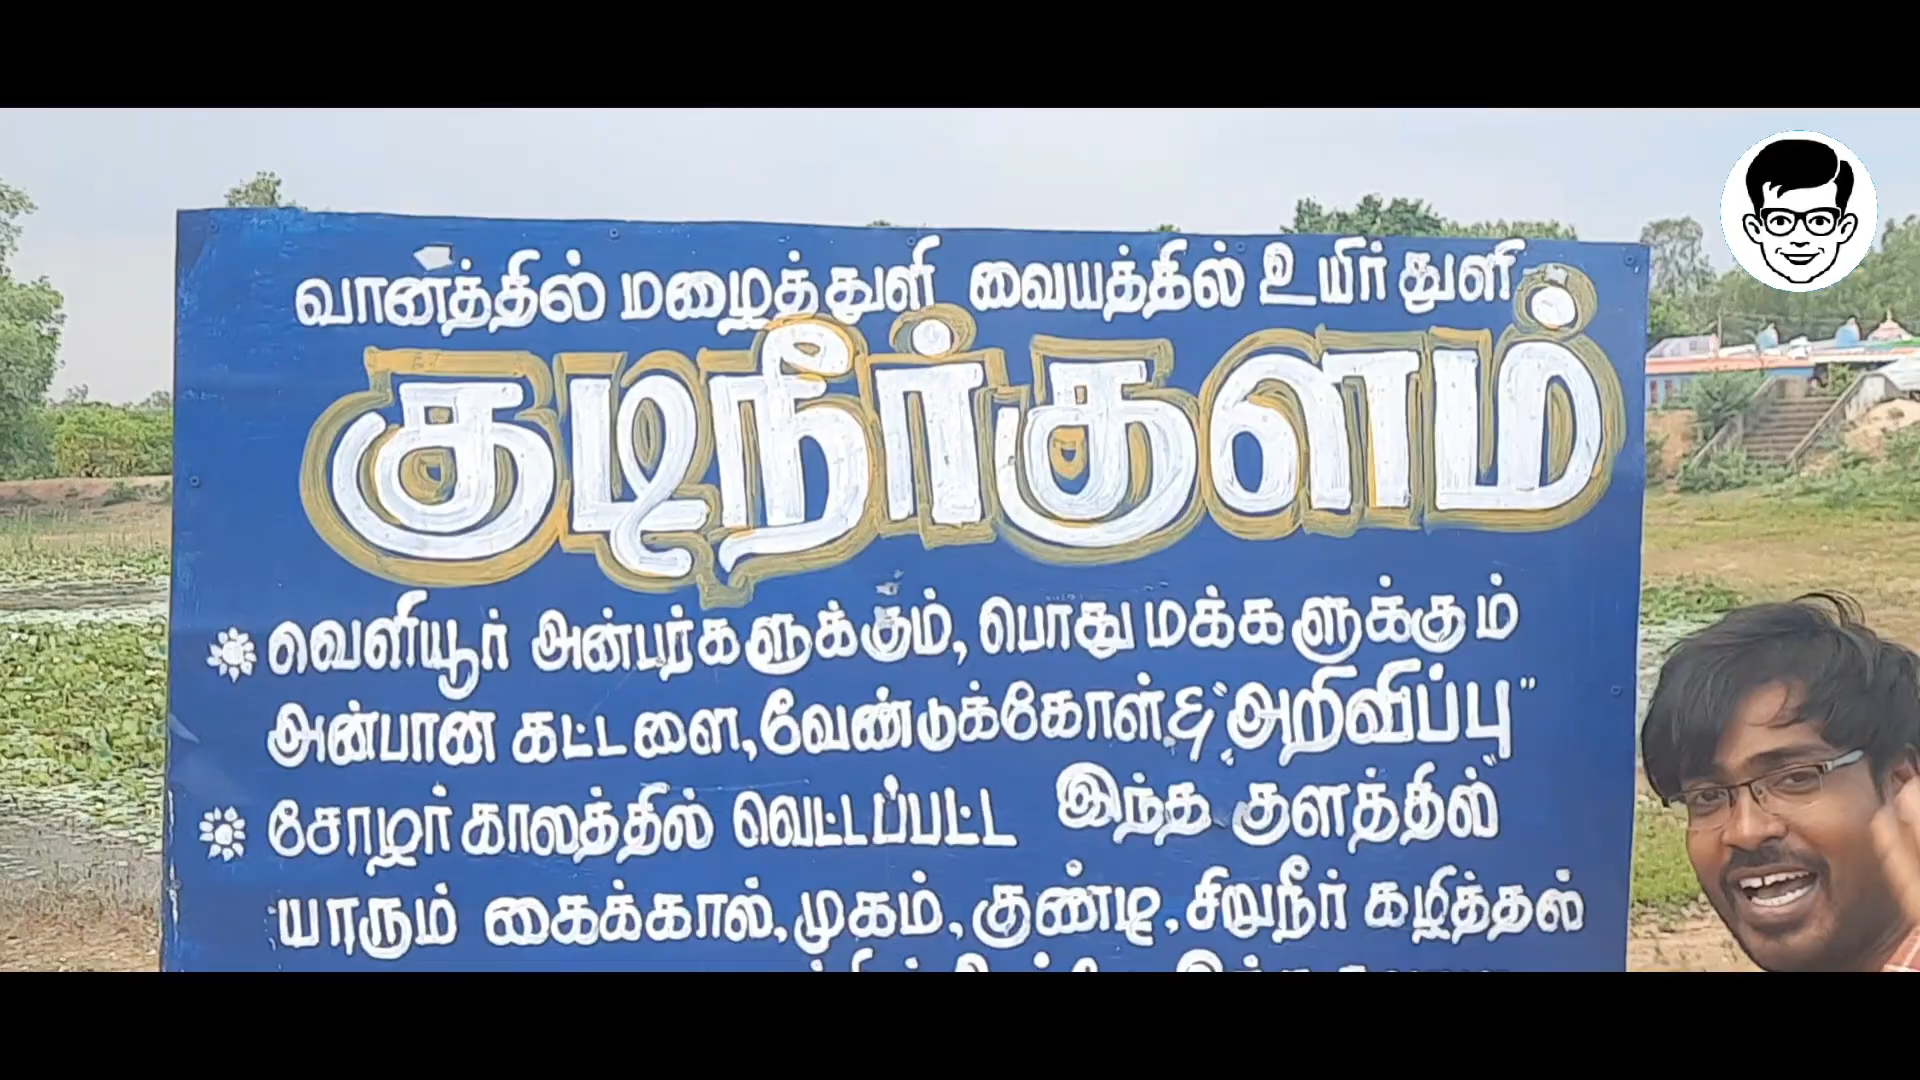 வானத்தில் மழைத்துளி வையத்தில் உயிர் துளி
குடிநீர்குளம்
வெளியூர் அன்பர்களுக்கும், பொது மக்களுக்கும்
அன்பான கட்டளை, வேண்டுக்கோள் & "அறிவிப்பு"
சோழர் காலத்தில் வெட்டப்பட்ட இந்த குளத்தில்
யாரும் கைக்கால், முகம், குண்டி, சிறுநீர் கழித்தல்